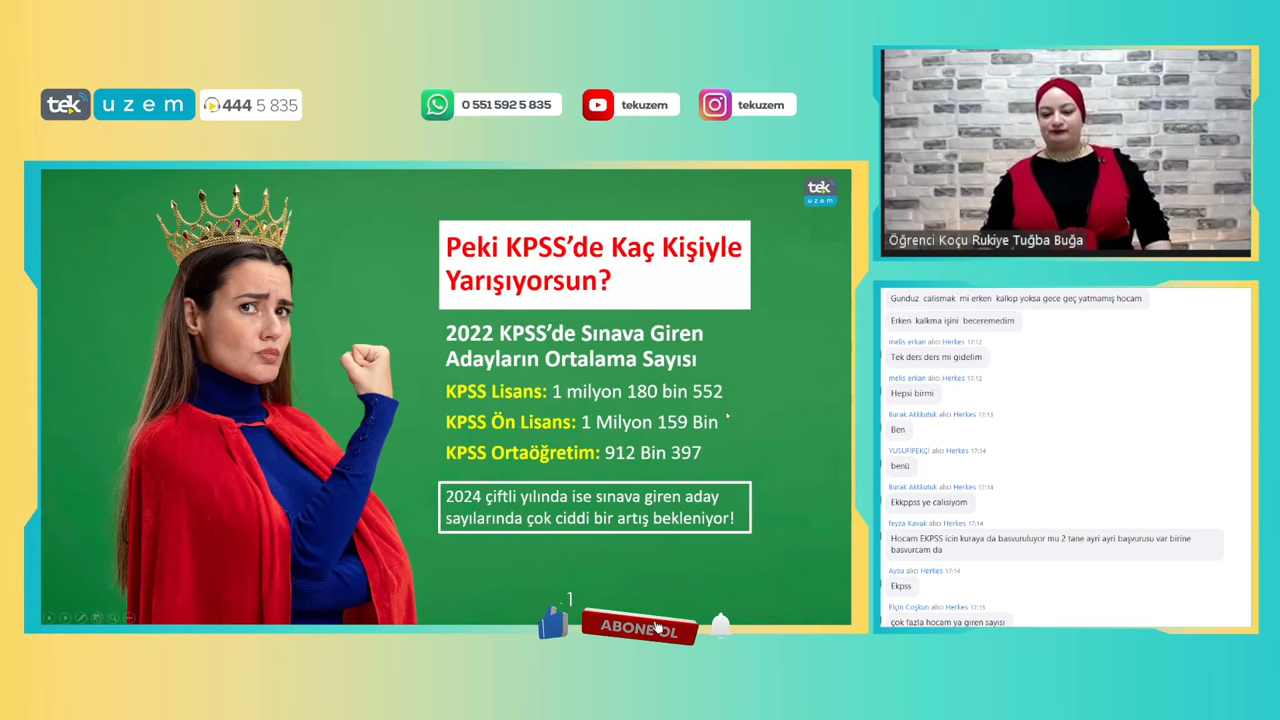 tek uzem 444 5 835
0 551 592 5 835
tekuzem
tekuzem
tek
uzem
Peki KPSS’de Kaç Kişiyle
Yarışıyorsun?
2022 KPSS’de Sınava Giren
Adayların Ortalama Sayısı
KPSS Lisans: 1 milyon 180 bin 552
KPSS Ön Lisans: 1 Milyon 159 Bin
KPSS Ortaöğretim: 912 Bin 397
2024 çiftli yılında ise sınava giren aday
sayılarında çok ciddi bir artış bekleniyor!
1
ABONE OL
Öğrenci Koçu Rukiye Tuğba Buğa
Gunduz calismak mi erken kalkıp yoksa gece geç yatmamış hocam
Erken kalkma işini beceremedim
melis erkan alıcı Herkes 17:12
Tek ders ders mi gidelim
melis erkan alıcı Herkes 17:12
Hepsi birmi
Burak Akkkutuk alıcı Herkes 17:13
Ben
YUSUFİPEKÇİ alıcı Herkes 17:14
benü
Burak Akkkutuk alıcı Herkes 17:14
Ekkppss ye calisiyom
feyza Kavak alıcı Herkes 17:14
Hocam EKPSS icin kuraya da basvuruluyor mu 2 tane ayri ayri başvurusu var birine
basvurcam da
Aysu alıcı Herkes 17:14
Ekpss
Elçin Coşkun alıcı Herkes 17:15
çok fazla hocam ya giren sayısı